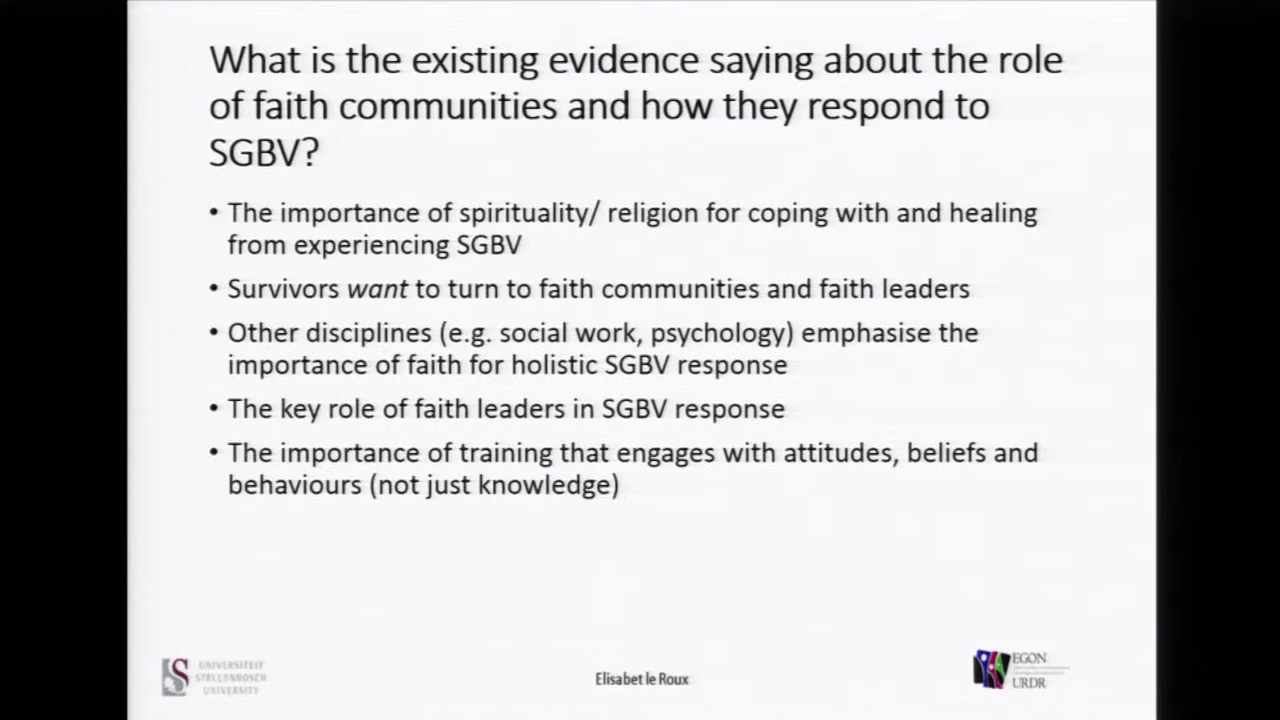 What is the existing evidence saying about the role
of faith communities and how they respond to
SGBV?
• The importance of spirituality/ religion for coping with and healing
from experiencing SGBV
• Survivors want to turn to faith communities and faith leaders
• Other disciplines (e.g. social work, psychology) emphasise the
importance of faith for holistic SGBV response
• The key role of faith leaders in SGBV response
• The importance of training that engages with attitudes, beliefs and
behaviours (not just knowledge)
UNIVERSITEIT
STELLENBOSCH
UNIVERSITY
Elisabet le Roux
EGON
URDR